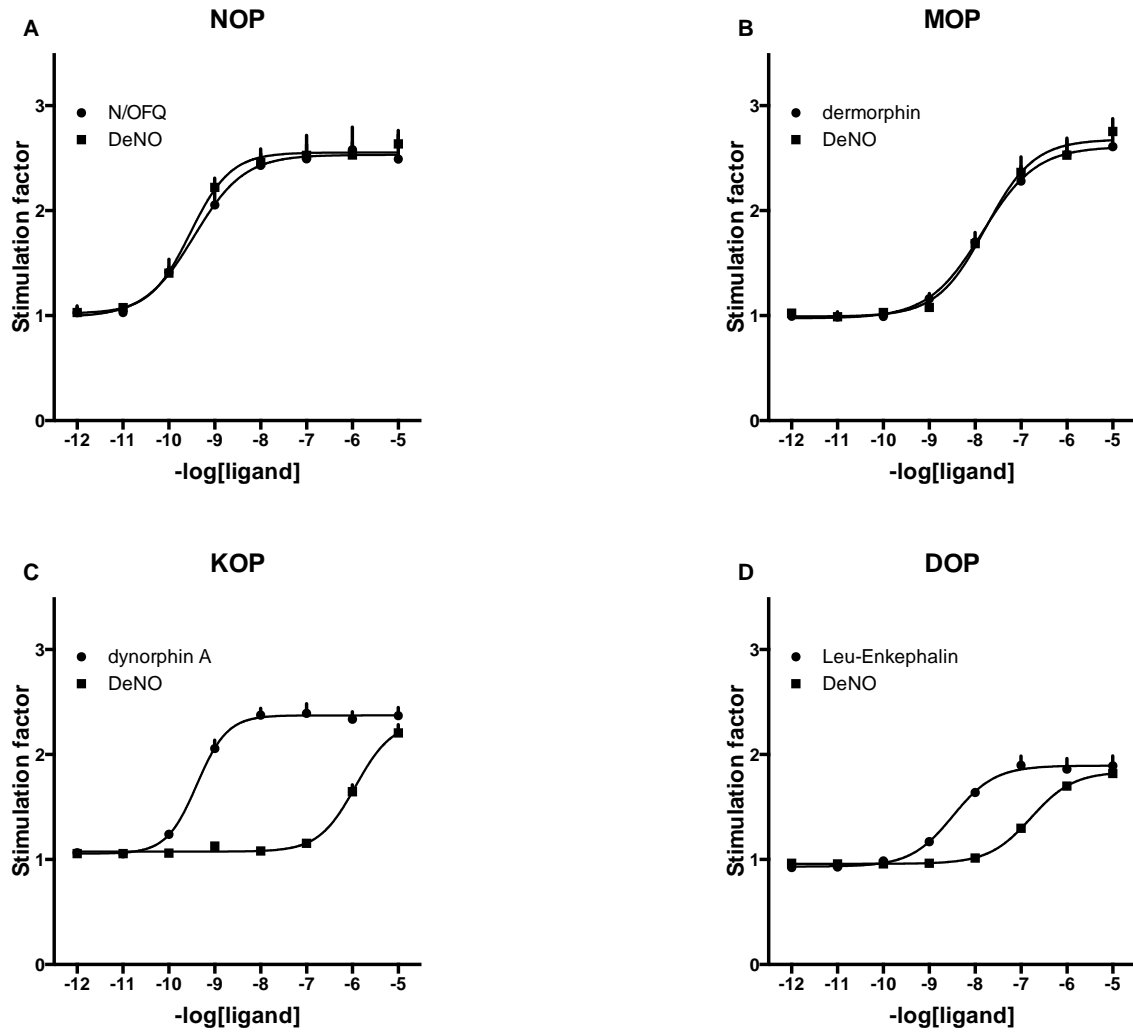 A
NOP
N/OFQ
DeNO
Stimulation factor
3
2
1
0
-12 -11 -10 -9 -8 -7 -6 -5
-log[ligand]
B
MOP
dermorphin
DeNO
Stimulation factor
3
2
1
0
-12 -11 -10 -9 -8 -7 -6 -5
-log[ligand]
C
KOP
dynorphin A
DeNO
Stimulation factor
3
2
1
0
-12 -11 -10 -9 -8 -7 -6 -5
-log[ligand]
D
DOP
Leu-Enkephalin
DeNO
Stimulation factor
3
2
1
0
-12 -11 -10 -9 -8 -7 -6 -5
-log[ligand]